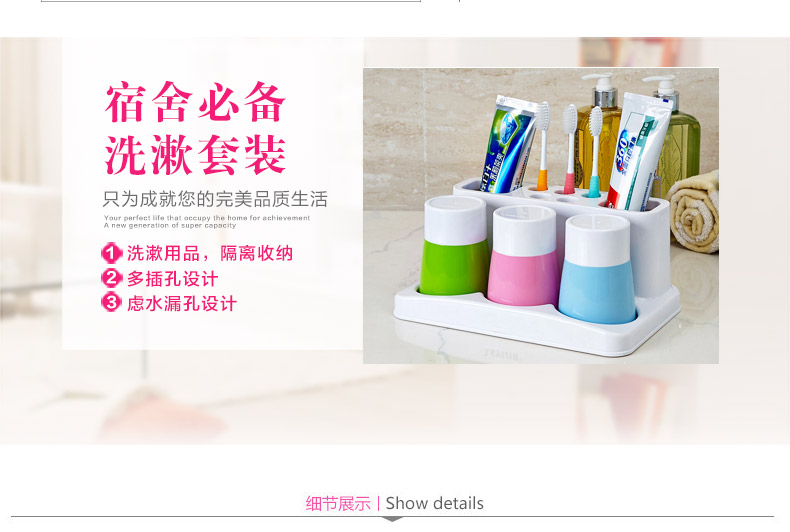 宿舍必备
洗漱套装
只为成就您的完美品质生活
Your perfect life that occupy the home for achievement
A new generation of super capacity
1 洗漱用品，隔离收纳
2 多插孔设计
3 虑水漏孔设计
360
细节展示 | Show details